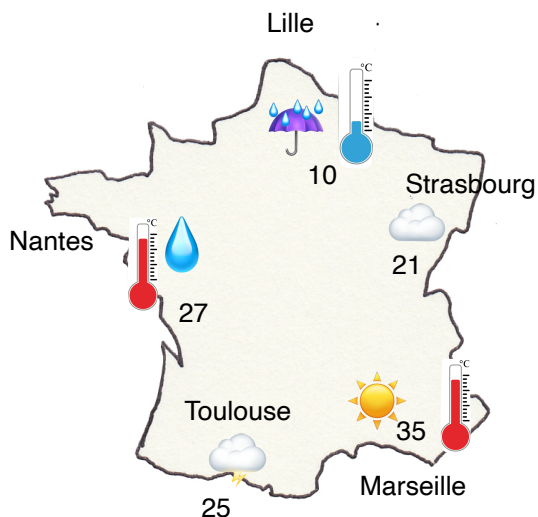 Lille
°C
10
Strasbourg
Nantes
°C
21
27
°C
Toulouse
35
Marseille
25